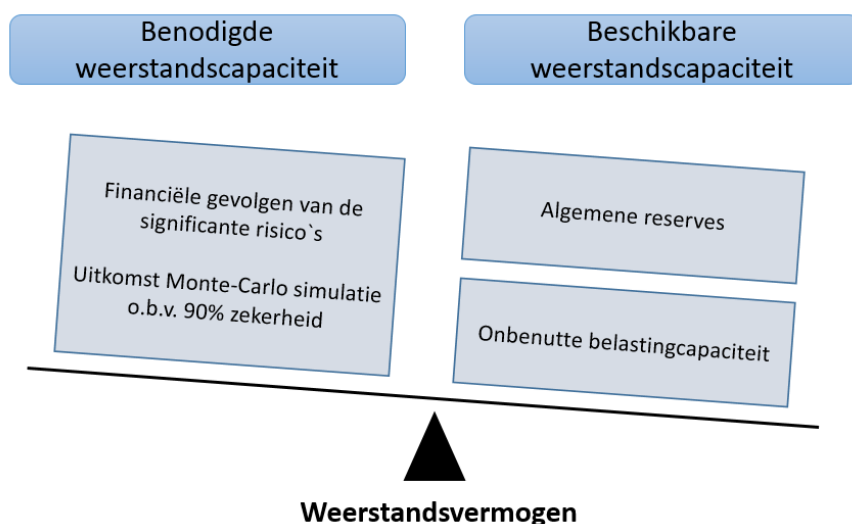 Benodigde
weerstandscapaciteit
Beschikbare
weerstandscapaciteit
Financiële gevolgen van de
significante risico`s
Uitkomst Monte-Carlo simulatie
o.b.v. 90% zekerheid
Algemene reserves
Onbenutte belastingcapaciteit
Weerstandsvermogen